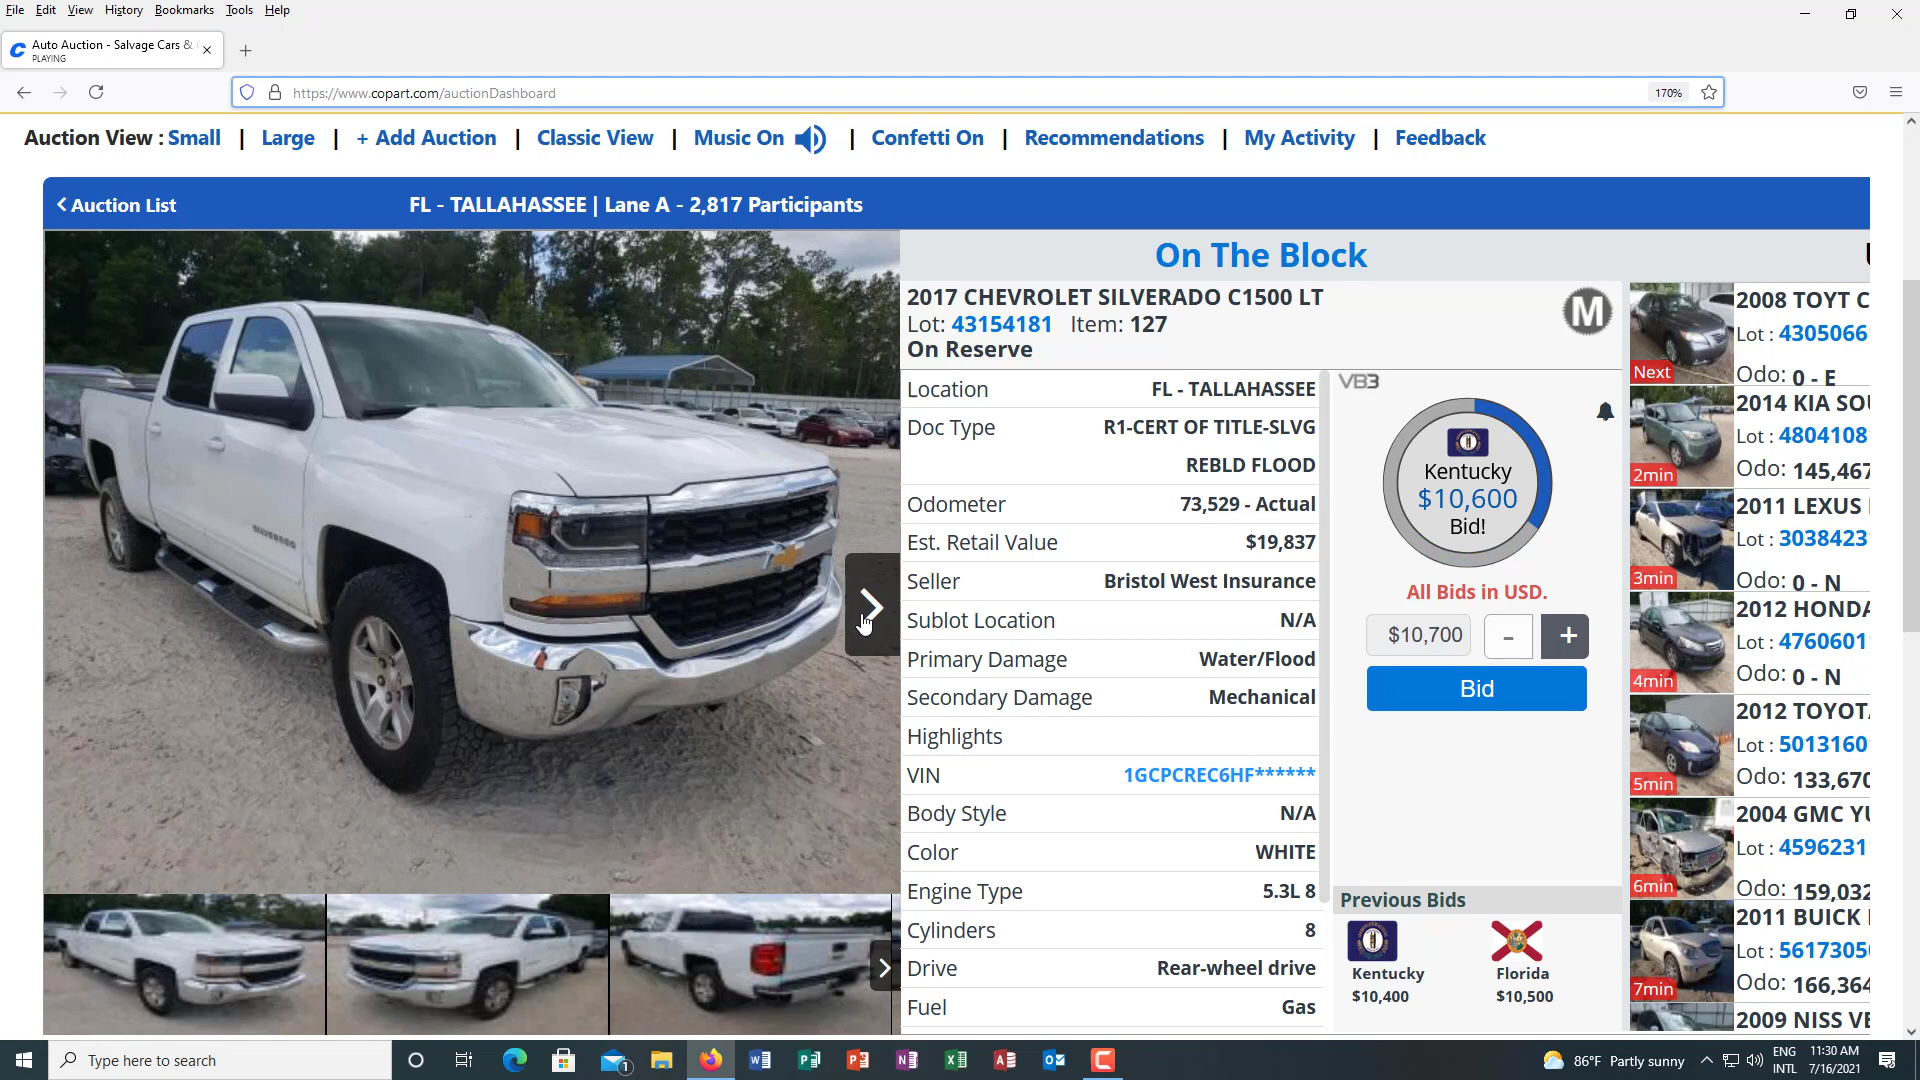 File Edit View History Bookmarks Tools Help
Auto Auction - Salvage Cars &
PLAYING
https://www.copart.com/auctionDashboard
170%
Auction View : Small | Large | + Add Auction | Classic View | Music On | Confetti On | Recommendations | My Activity | Feedback
Auction List
FL - TALLAHASSEE | Lane A - 2,817 Participants
On The Block
2017 CHEVROLET SILVERADO C1500 LT
Lot: 43154181 Item: 127
On Reserve
M
Location FL - TALLAHASSEE
Doc Type R1-CERT OF TITLE-SLVG
REBLD FLOOD
Odometer 73,529 - Actual
Est. Retail Value $19,837
Seller Bristol West Insurance
Sublot Location N/A
Primary Damage Water/Flood
Secondary Damage Mechanical
Highlights
VIN 1GCPCREC6HF******
Body Style N/A
Color WHITE
Engine Type 5.3L 8
Cylinders 8
Drive Rear-wheel drive
Fuel Gas
VB3
Kentucky
$10,600
Bid!
All Bids in USD.
$10,700 - +
Bid
Previous Bids
Kentucky
$10,400
Florida
$10,500
2008 TOYT C
Lot : 4305066
Next
Odo: 0 - E
2014 KIA SOU
Lot : 4804108
2min
Odo: 145,467
2011 LEXUS
Lot : 3038423
3min
Odo: 0 - N
2012 HONDA
Lot : 4760601
4min
Odo: 0 - N
2012 TOYOTA
Lot : 5013160
5min
Odo: 133,670
2004 GMC YU
Lot : 4596231
6min
Odo: 159,032
2011 BUICK
Lot : 5617305
7min
Odo: 166,364
2009 NISS VE
Type here to search
1
86°F Partly sunny
ENG
INTL
11:30 AM
7/16/2021